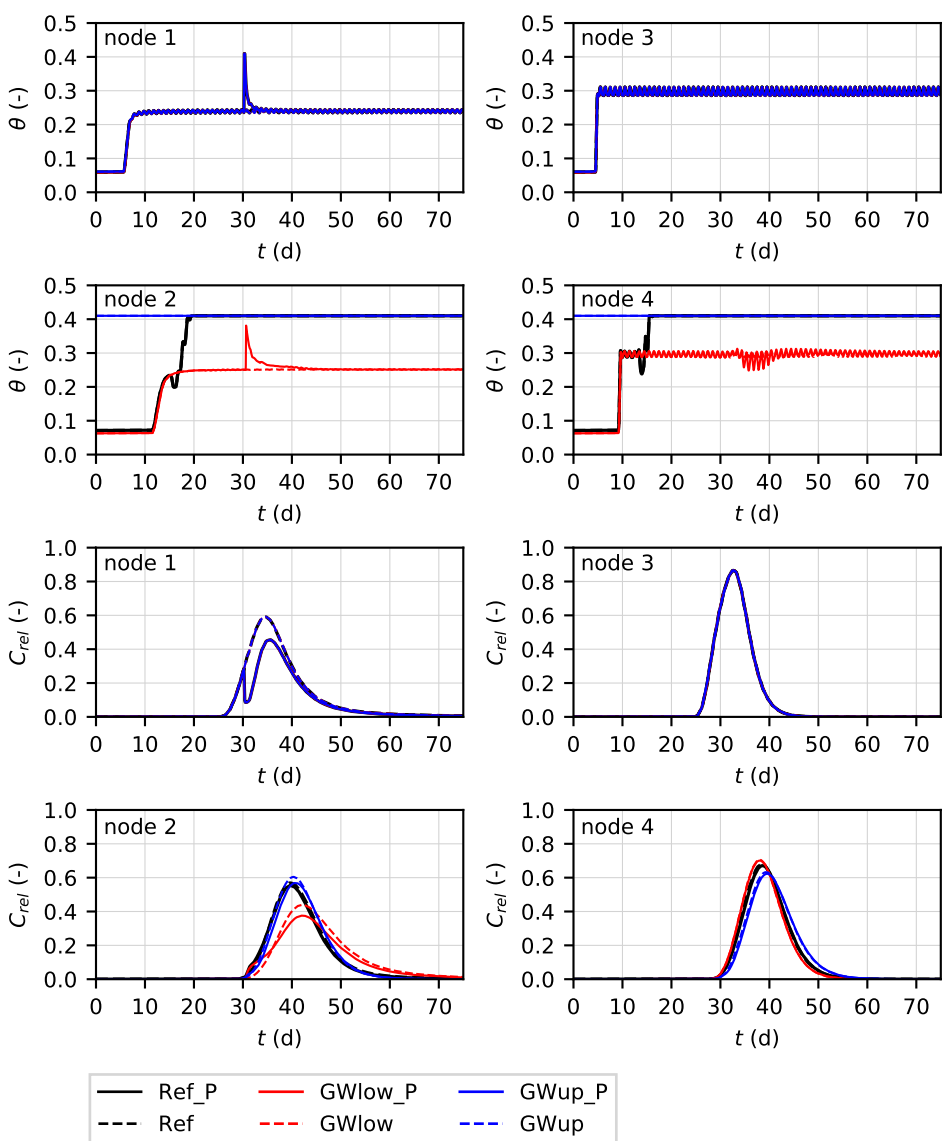 0.5
0.4
0.3
0.2
0.1
0.0
θ (-)
node 1
0 10 20 30 40 50 60 70
t (d)
0.5
0.4
0.3
0.2
0.1
0.0
θ (-)
node 3
0 10 20 30 40 50 60 70
t (d)
0.5
0.4
0.3
0.2
0.1
0.0
θ (-)
node 2
0 10 20 30 40 50 60 70
t (d)
0.5
0.4
0.3
0.2
0.1
0.0
θ (-)
node 4
0 10 20 30 40 50 60 70
t (d)
1.0
0.8
0.6
0.4
0.2
0.0
C_rel (-)
node 1
0 10 20 30 40 50 60 70
t (d)
1.0
0.8
0.6
0.4
0.2
0.0
C_rel (-)
node 3
0 10 20 30 40 50 60 70
t (d)
1.0
0.8
0.6
0.4
0.2
0.0
C_rel (-)
node 2
0 10 20 30 40 50 60 70
t (d)
1.0
0.8
0.6
0.4
0.2
0.0
C_rel (-)
node 4
0 10 20 30 40 50 60 70
t (d)
Ref_P GWlow_P GWup_P
Ref GWlow GWup